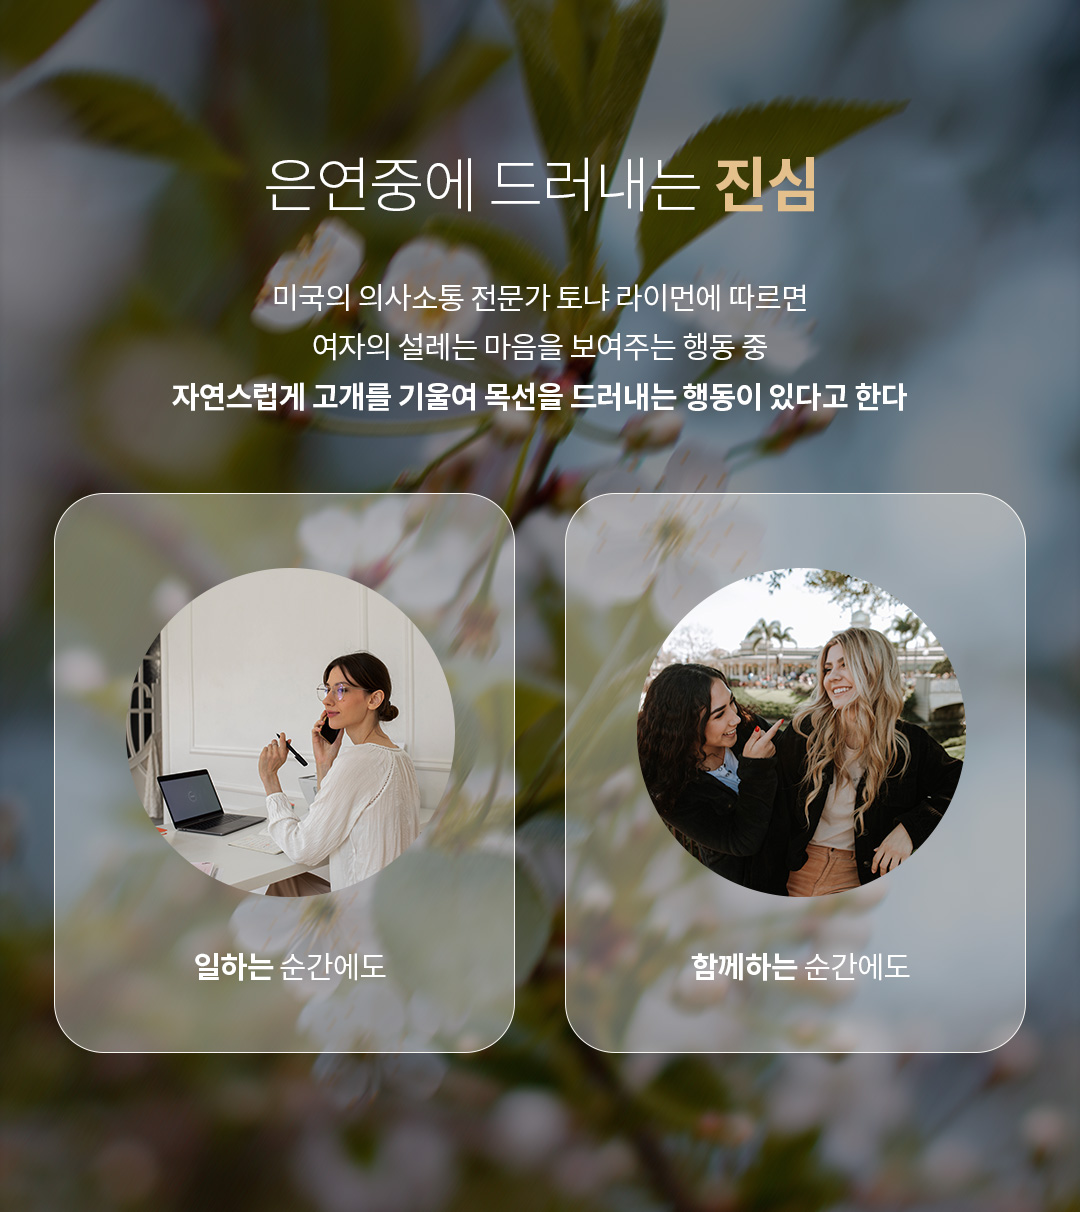 은연중에 드러내는 진심
미국의 의사소통 전문가 토냐 라이먼에 따르면
여자의 설레는 마음을 보여주는 행동 중
자연스럽게 고개를 기울여 목선을 드러내는 행동이 있다고 한다
일하는 순간에도
함께하는 순간에도